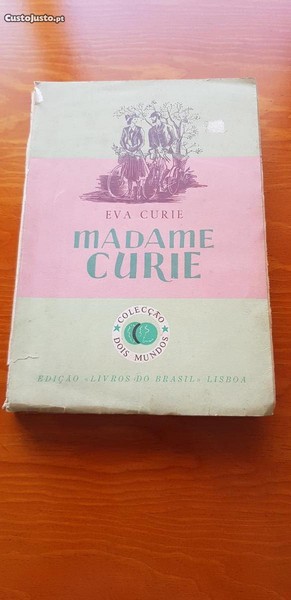 CustoJusto.pt
EVA CURIE
MADAME
CURIE
COLECÇÃO
DOIS MUNDOS
EDIÇÃO «LIVROS DO BRASIL» LISBOA